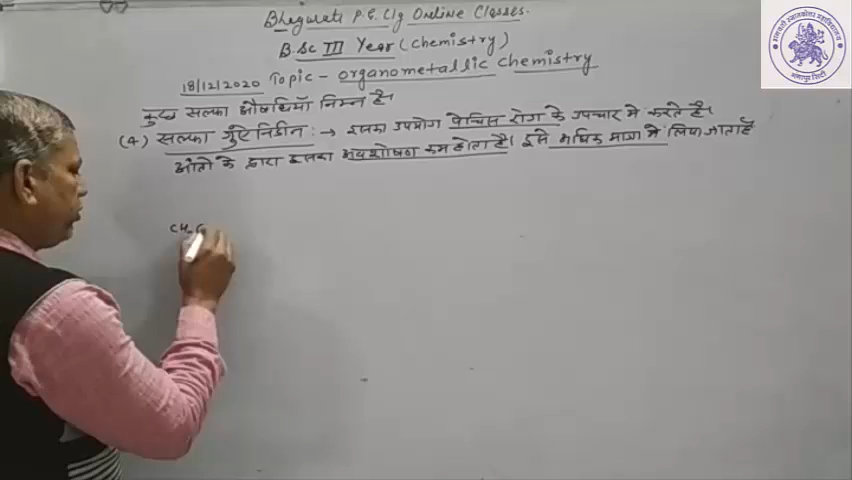 Bhagwati P.G. Clg Online Classes.
B.Sc III Year (Chemistry)
18/12/2020 Topic - organometallic Chemistry
कुछ सल्फा औषधियाँ निम्न है।
(4) सल्फा गुएनिडीन :→ इसका उपयोग पेचिस रोग के उपचार मे करते है।
आंतो के द्वारा इसका अवशोषण कम होता है। इसे अधिक मात्रा मे लिया जाता है